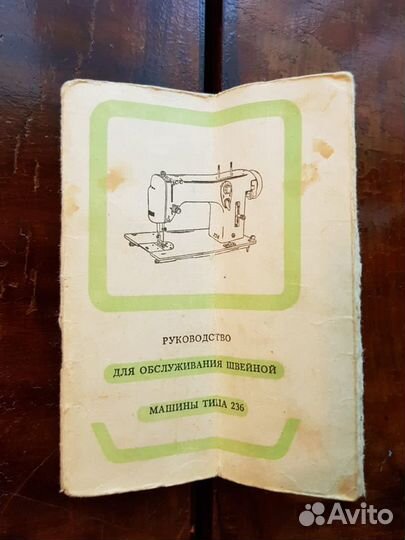 РУКОВОДСТВО
ДЛЯ ОБСЛУЖИВАНИЯ ШВЕЙНОЙ
МАШИНЫ ТИПА 236
Avito